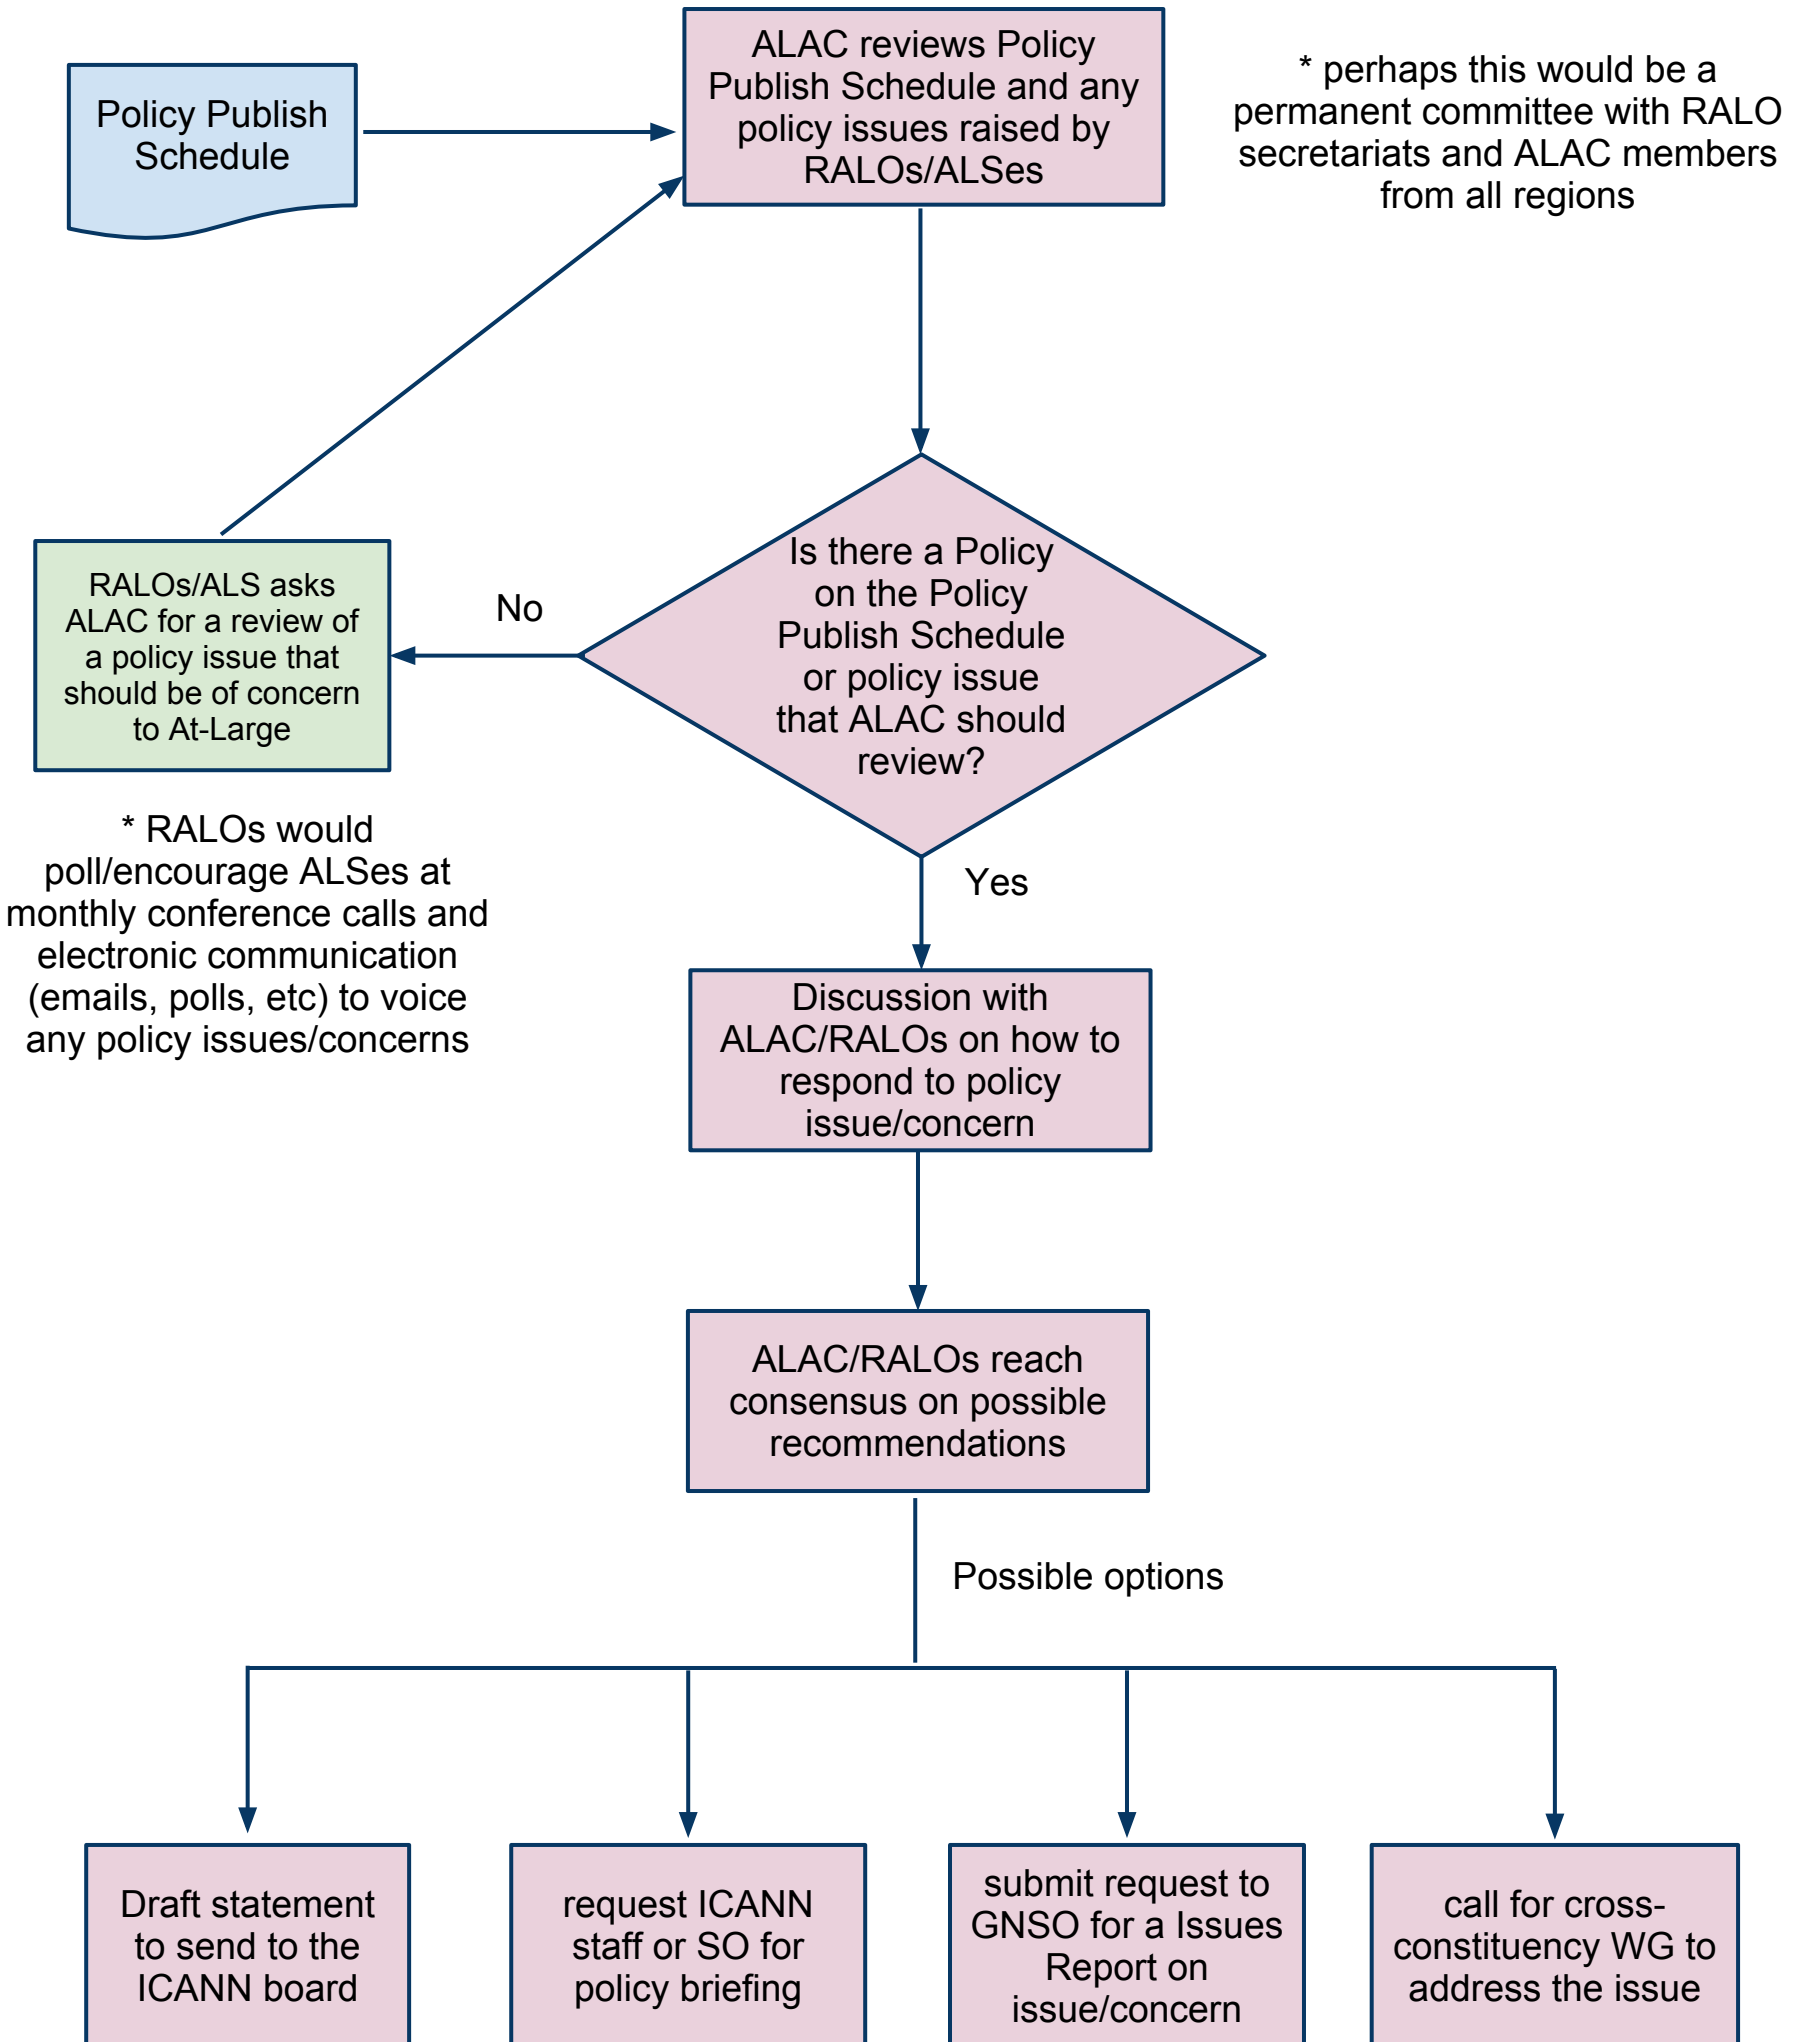 Policy Publish
Schedule
ALAC reviews Policy
Publish Schedule and any
policy issues raised by
RALOs/ALSes
* perhaps this would be a
permanent committee with RALO
secretariats and ALAC members
from all regions
Is there a Policy
on the Policy
Publish Schedule
or policy issue
that ALAC should
review?
No
RALOs/ALS asks
ALAC for a review of
a policy issue that
should be of concern
to At-Large
* RALOs would
poll/encourage ALSes at
monthly conference calls and
electronic communication
(emails, polls, etc) to voice
any policy issues/concerns
Yes
Discussion with
ALAC/RALOs on how to
respond to policy
issue/concern
ALAC/RALOs reach
consensus on possible
recommendations
Possible options
Draft statement
to send to the
ICANN board
request ICANN
staff or SO for
policy briefing
submit request to
GNSO for a Issues
Report on
issue/concern
call for cross-
constituency WG to
address the issue